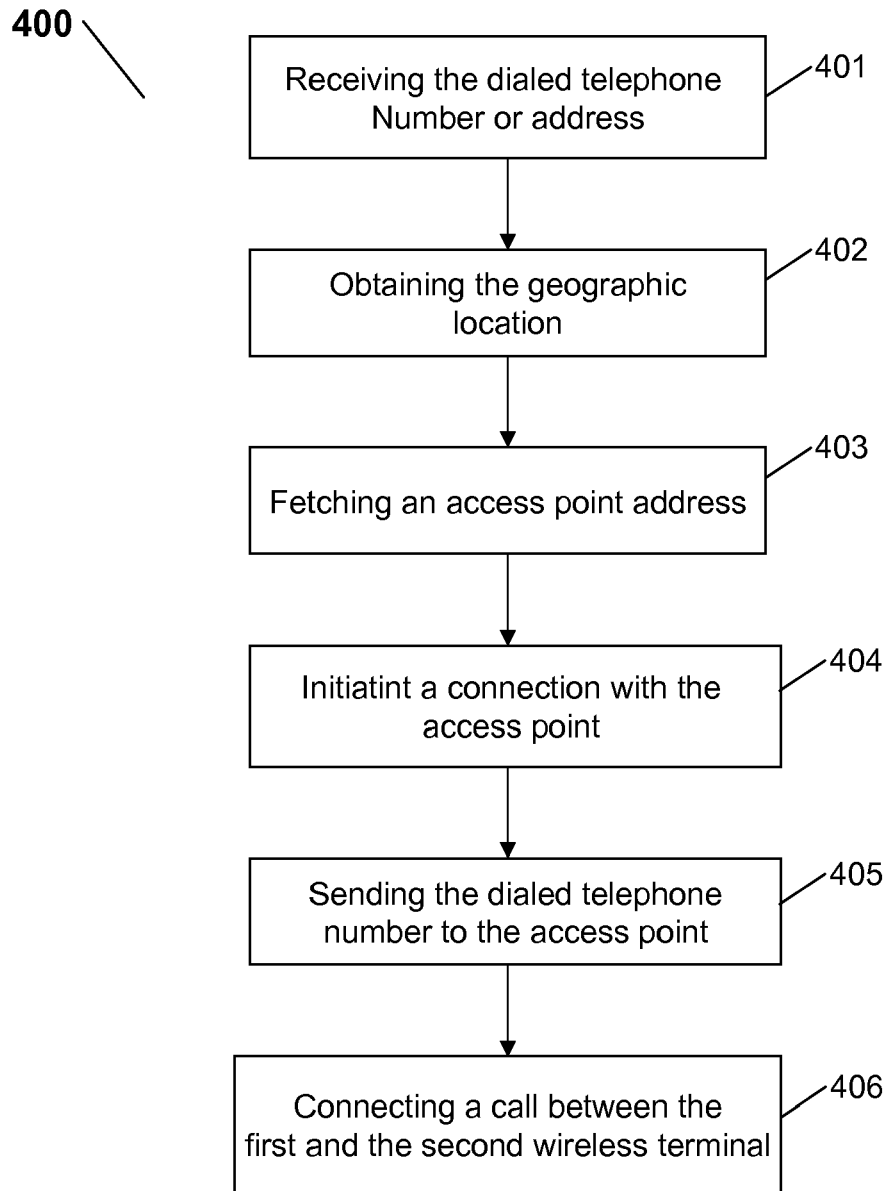 400
Receiving the dialed telephone
Number or address
401
Obtaining the geographic
location
402
Fetching an access point address
403
Initiatint a connection with the
access point
404
Sending the dialed telephone
number to the access point
405
Connecting a call between the
first and the second wireless terminal
406